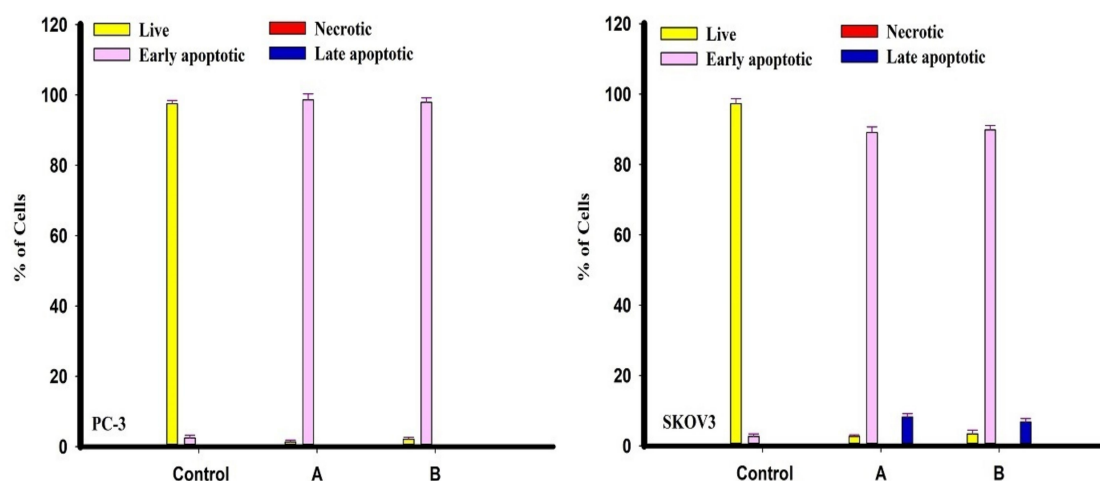 120
100
80
60
40
20
0
% of Cells
Live
Early apoptotic
Necrotic
Late apoptotic
PC-3
Control A B
120
100
80
60
40
20
0
% of Cells
Live
Early apoptotic
Necrotic
Late apoptotic
SKOV3
Control A B